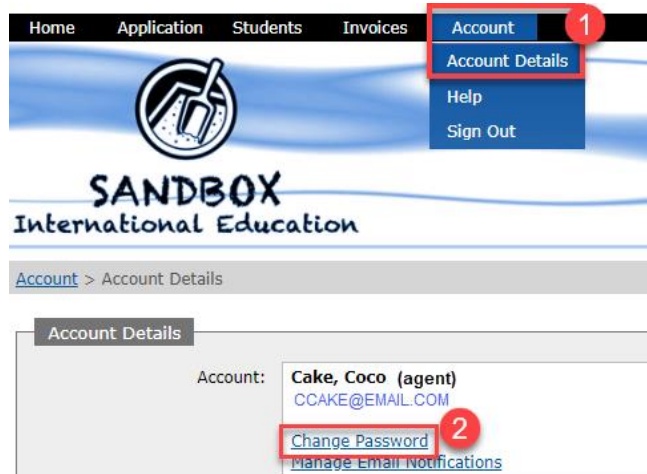 Home Application Students Invoices Account 1
Account Details
Help
Sign Out
SANDBOX
International Education
Account > Account Details
Account Details
Account: Cake, Coco (agent)
CCAKE@EMAIL.COM
Change Password 2
Manage Email Notifications